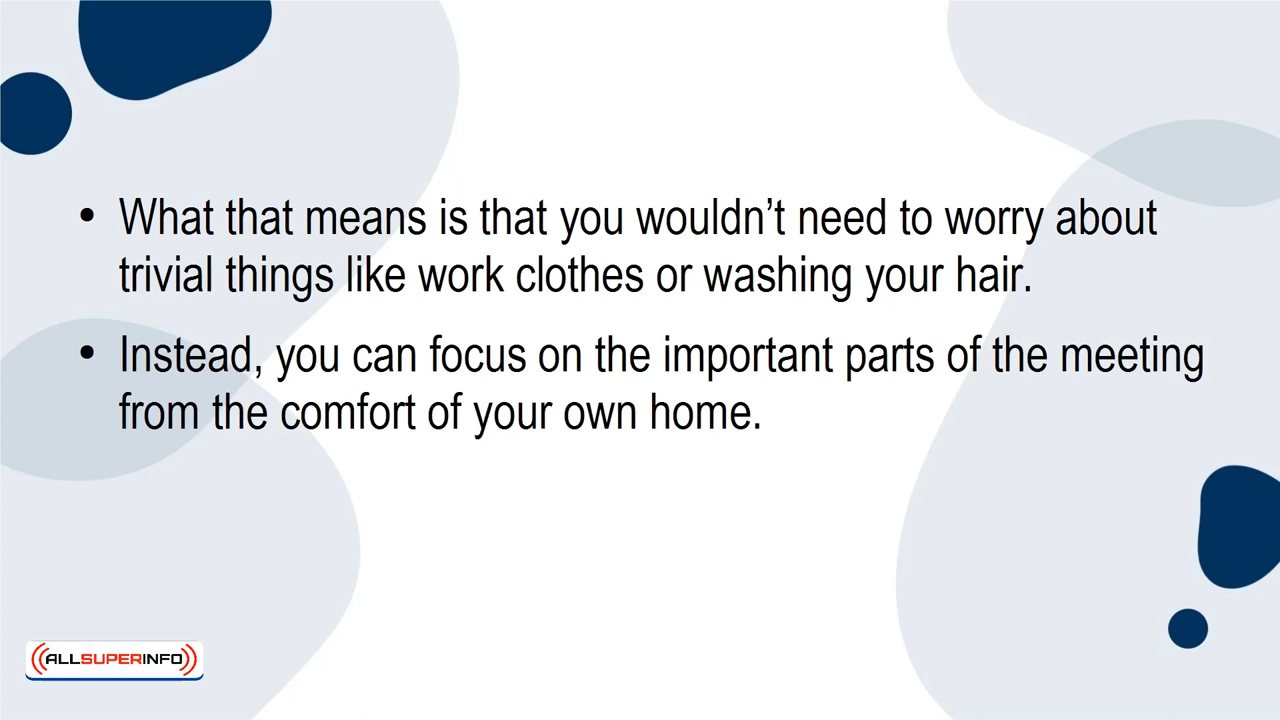 • What that means is that you wouldn’t need to worry about
trivial things like work clothes or washing your hair.
• Instead, you can focus on the important parts of the meeting
from the comfort of your own home.
ALLSUPERINFO